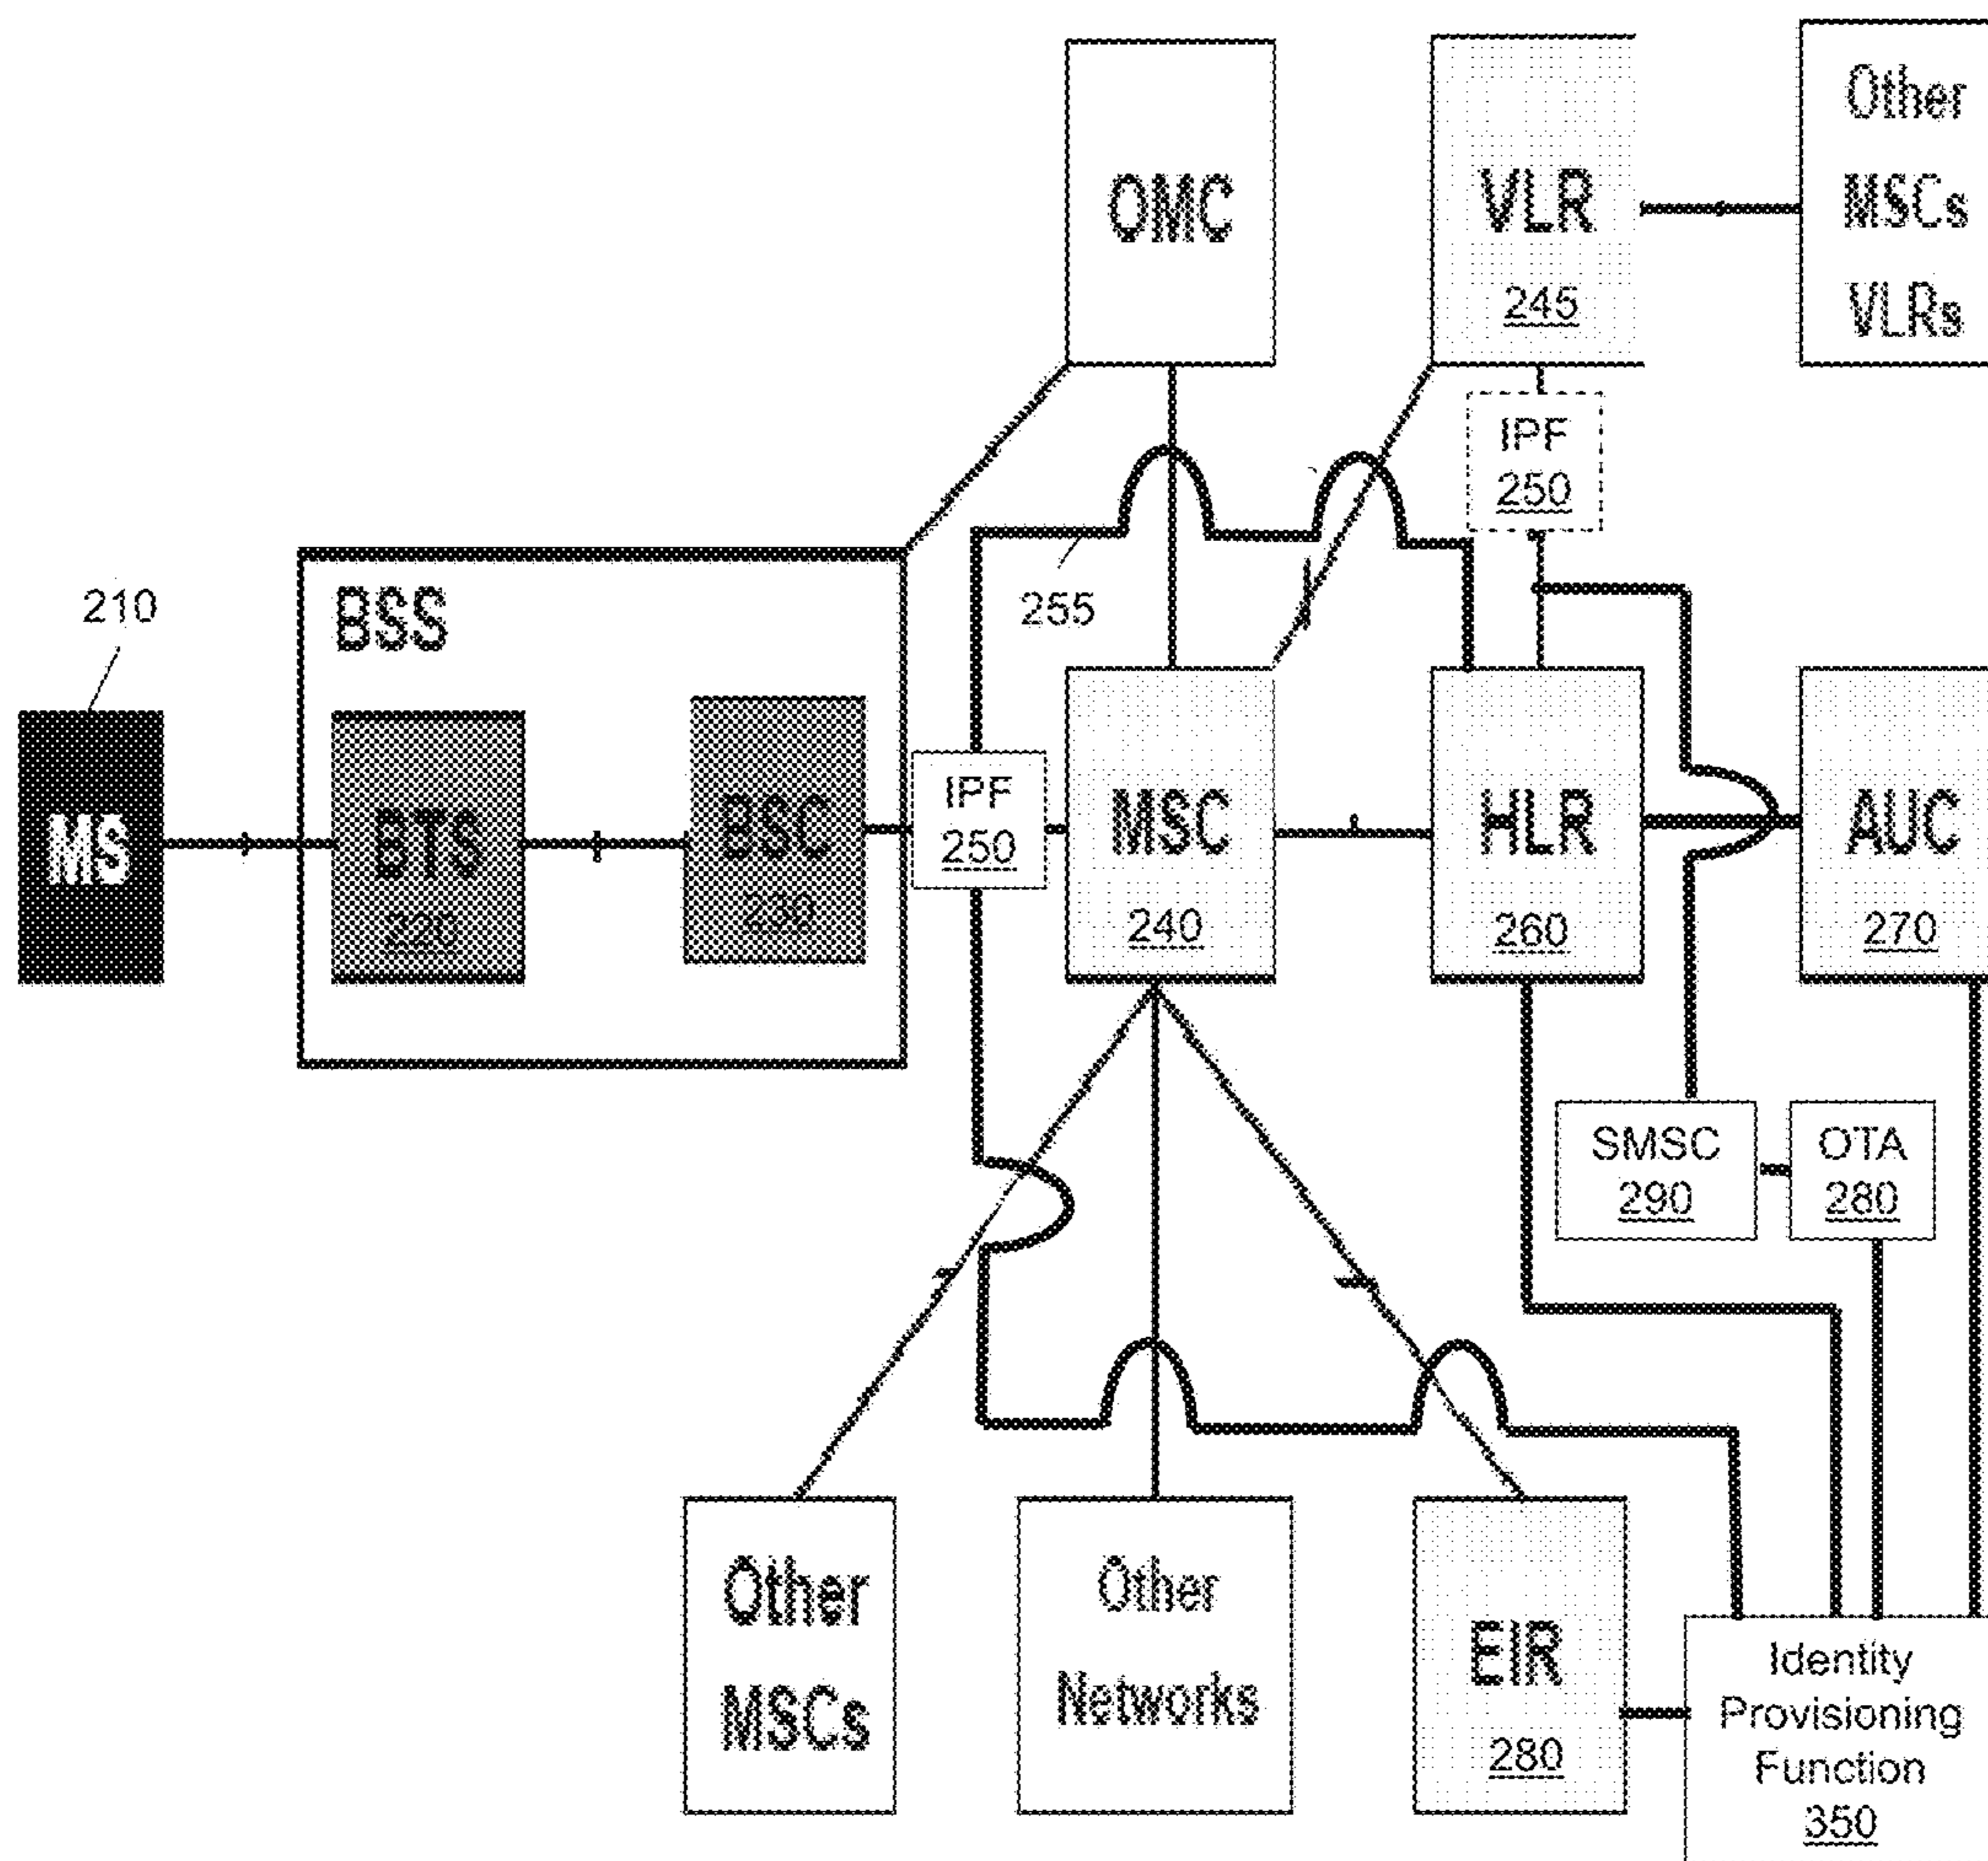 OMC
VLR
245
Other
MSCs
VLRs
IPF
250
255
210
BSS
MS
BTS
220
BSC
230
IPF
250
MSC
240
HLR
260
AUC
270
SMSC
290
OTA
280
Other
MSCs
Other
Networks
EIR
280
Identity
Provisioning
Function
350